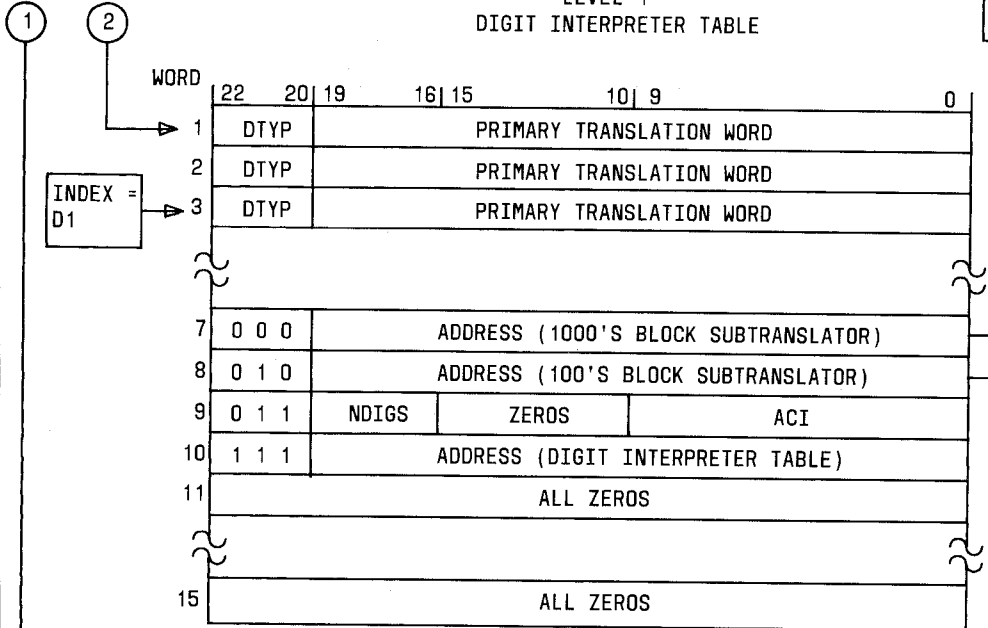 1 2
DIGIT INTERPRETER TABLE
WORD
22 20 19 16 15 10 9 0
1 DTYP PRIMARY TRANSLATION WORD
2 DTYP PRIMARY TRANSLATION WORD
INDEX =
D1
3 DTYP PRIMARY TRANSLATION WORD
7 0 0 0 ADDRESS (1000'S BLOCK SUBTRANSLATOR)
8 0 1 0 ADDRESS (100'S BLOCK SUBTRANSLATOR)
9 0 1 1 NDIGS ZEROS ACI
10 1 1 1 ADDRESS (DIGIT INTERPRETER TABLE)
11 ALL ZEROS
15 ALL ZEROS